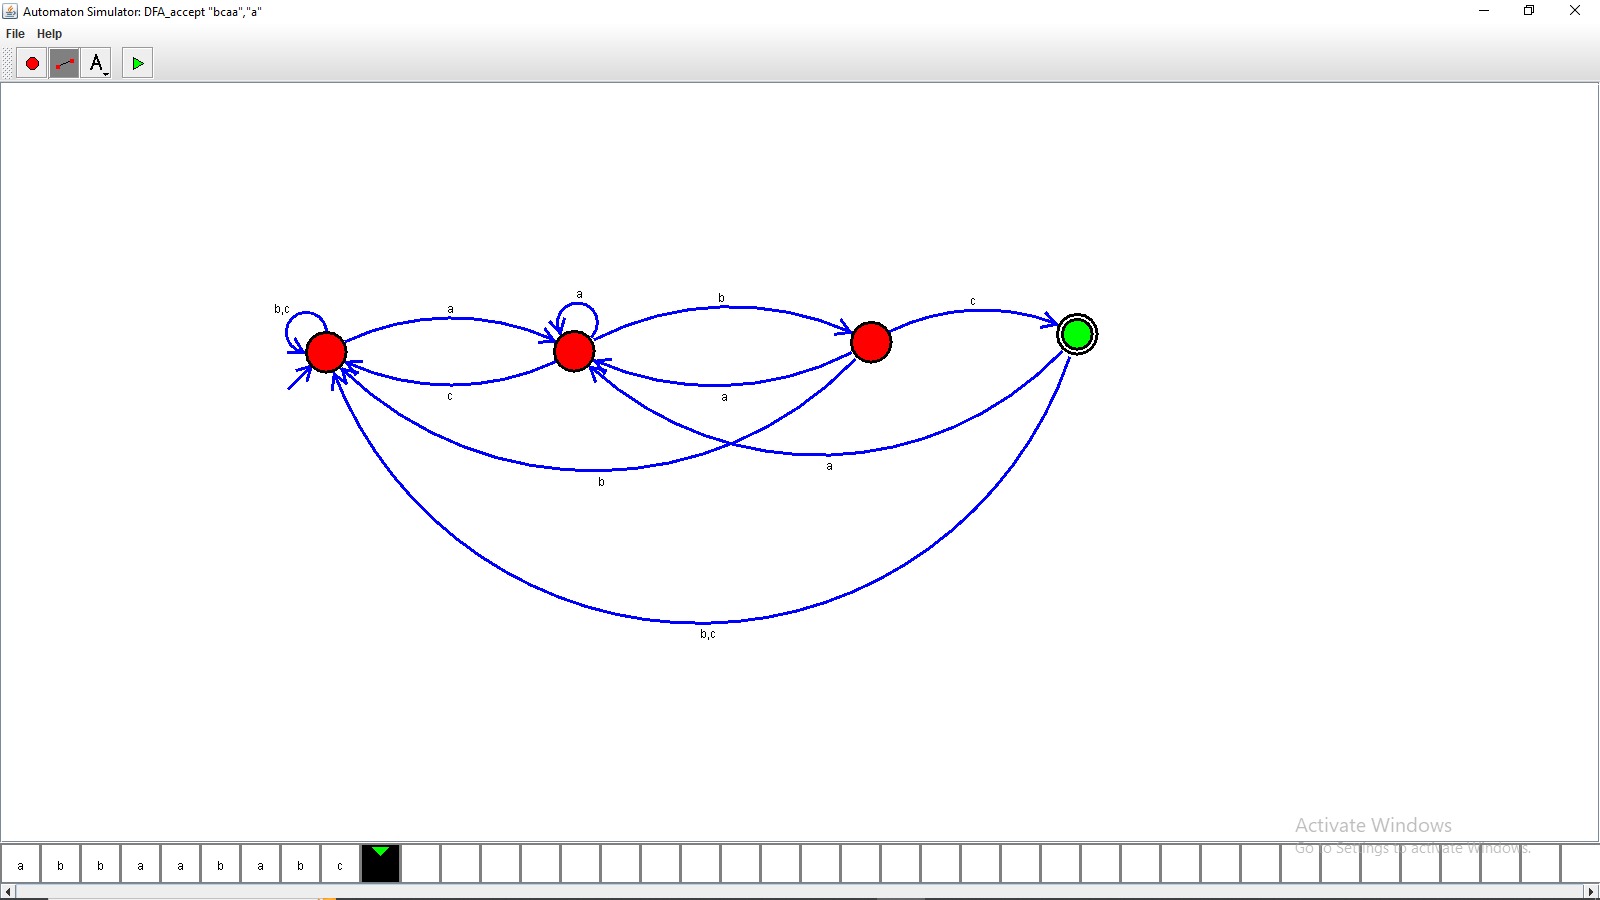 Automaton Simulator: DFA_accept "bcaa","a"
File Help
A
a
b,c
a
b
c
c
a
a
b
b,c
Activate Windows
Go to Settings to activate Windows.
a b b a a b a b c